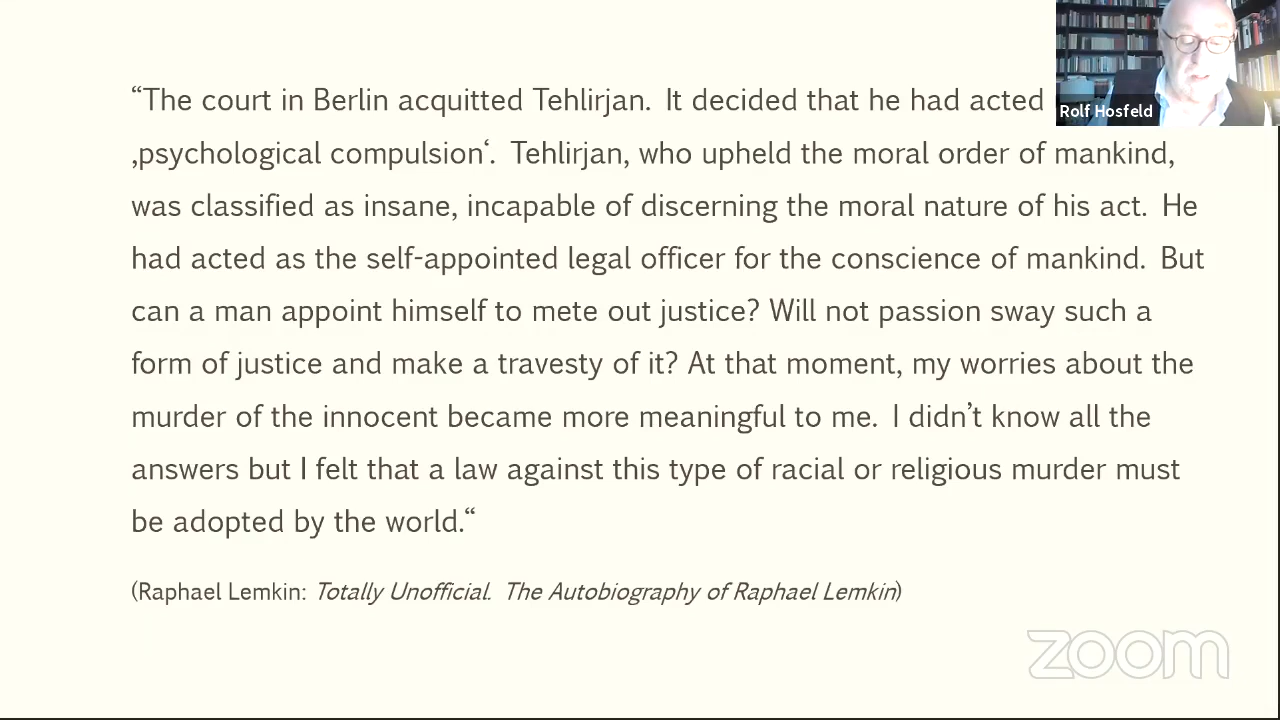 “The court in Berlin acquitted Tehlirjan. It decided that he had acted
‚psychological compulsion‘. Tehlirjan, who upheld the moral order of mankind,
was classified as insane, incapable of discerning the moral nature of his act. He
had acted as the self-appointed legal officer for the conscience of mankind. But
can a man appoint himself to mete out justice? Will not passion sway such a
form of justice and make a travesty of it? At that moment, my worries about the
murder of the innocent became more meaningful to me. I didn’t know all the
answers but I felt that a law against this type of racial or religious murder must
be adopted by the world.“
(Raphael Lemkin: Totally Unofficial. The Autobiography of Raphael Lemkin)
Rolf Hosfeld
zoom